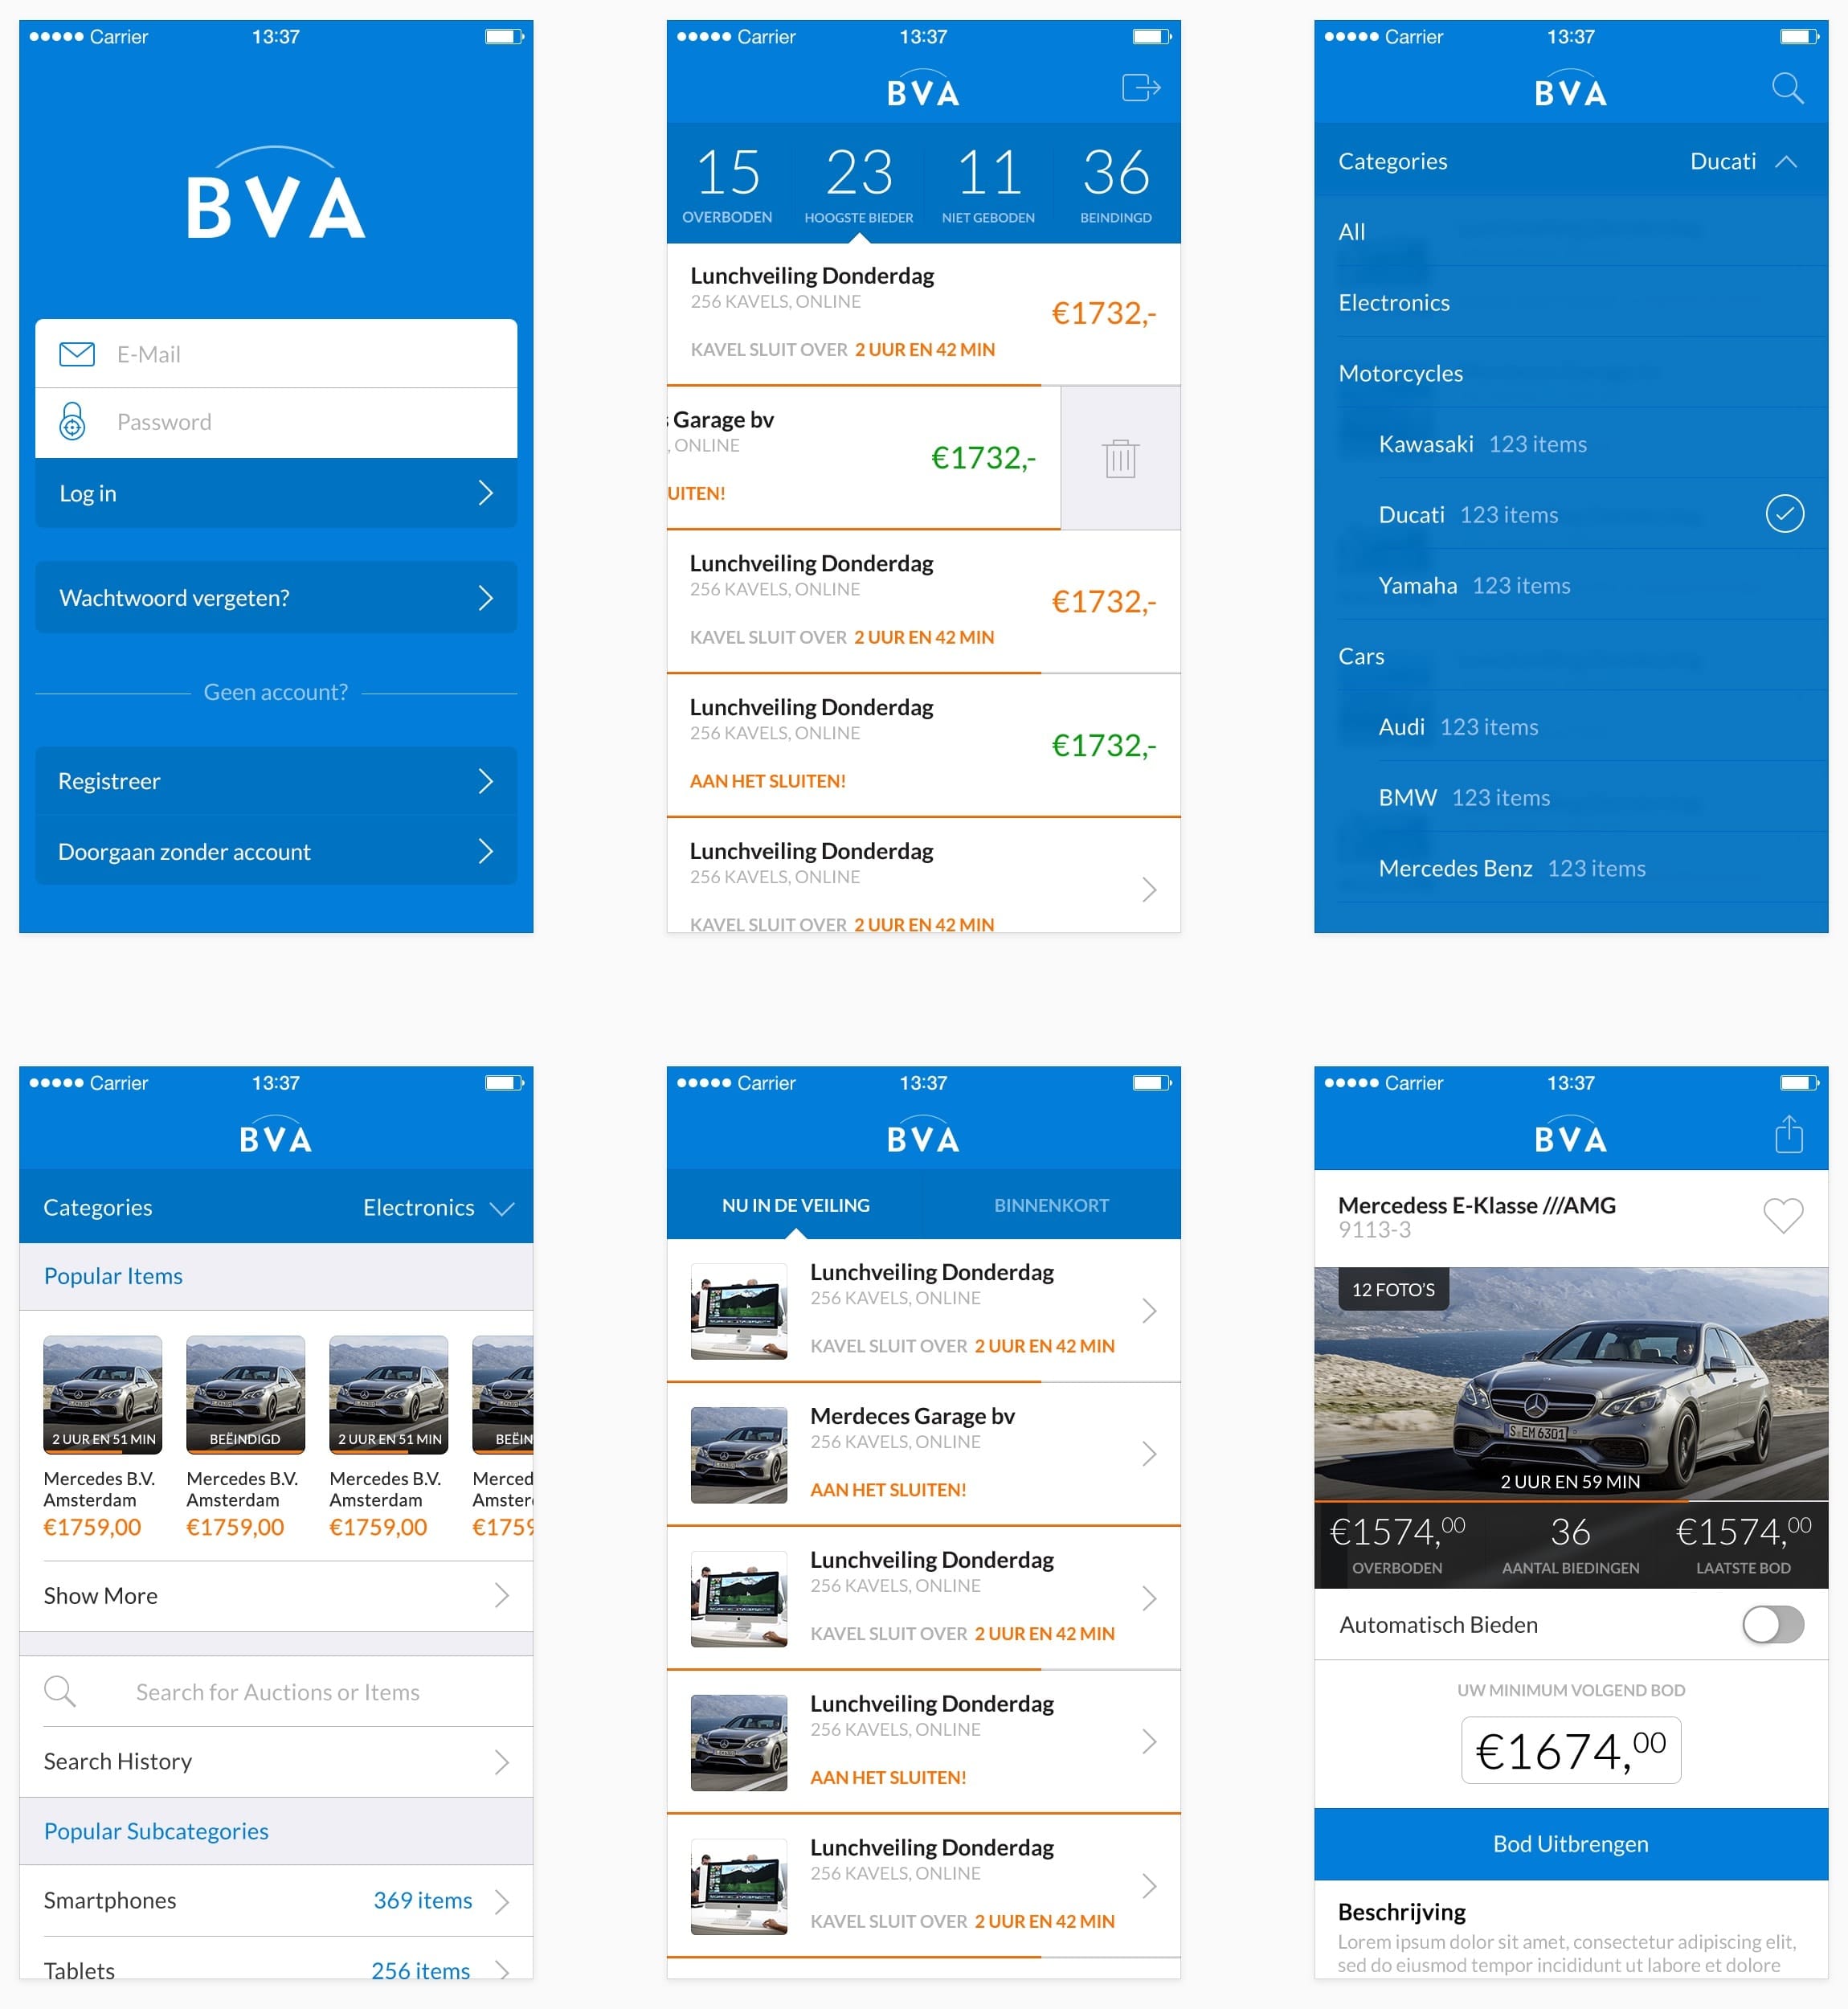 Carrier 13:37
BVA
E-Mail
Password
Log in
Wachtwoord vergeten?
Geen account?
Registreer
Doorgaan zonder account
Carrier 13:37
BVA
15 23 11 36
OVERBODEN HOOGSTE BIEDER NIET GEBODEN BEINDINGD
Lunchveiling Donderdag
256 KAVELS, ONLINE
€1732,-
KAVEL SLUIT OVER 2 UUR EN 42 MIN
s Garage bv
, ONLINE
€1732,-
UITEN!
Lunchveiling Donderdag
256 KAVELS, ONLINE
€1732,-
KAVEL SLUIT OVER 2 UUR EN 42 MIN
Lunchveiling Donderdag
256 KAVELS, ONLINE
€1732,-
AAN HET SLUITEN!
Lunchveiling Donderdag
256 KAVELS, ONLINE
KAVEL SLUIT OVER 2 UUR EN 42 MIN
Carrier 13:37
BVA
Categories Ducati
All
Electronics
Motorcycles
Kawasaki 123 items
Ducati 123 items
Yamaha 123 items
Cars
Audi 123 items
BMW 123 items
Mercedes Benz 123 items
Carrier 13:37
BVA
Categories Electronics
Popular Items
2 UUR EN 51 MIN BEËINDIGD 2 UUR EN 51 MIN BEËIN
Mercedes B.V. Mercedes B.V. Mercedes B.V. Merced
Amsterdam Amsterdam Amsterdam Amster
€1759,00 €1759,00 €1759,00 €1759
Show More
Search for Auctions or Items
Search History
Popular Subcategories
Smartphones 369 items
Tablets 256 items
Carrier 13:37
BVA
NU IN DE VEILING BINNENKORT
Lunchveiling Donderdag
256 KAVELS, ONLINE
KAVEL SLUIT OVER 2 UUR EN 42 MIN
Merdeces Garage bv
256 KAVELS, ONLINE
AAN HET SLUITEN!
Lunchveiling Donderdag
256 KAVELS, ONLINE
KAVEL SLUIT OVER 2 UUR EN 42 MIN
Lunchveiling Donderdag
256 KAVELS, ONLINE
AAN HET SLUITEN!
Lunchveiling Donderdag
256 KAVELS, ONLINE
KAVEL SLUIT OVER 2 UUR EN 42 MIN
Carrier 13:37
BVA
Mercedess E-Klasse ///AMG
9113-3
12 FOTO'S
S EM 6301
2 UUR EN 59 MIN
€1574,00 36 €1574,00
OVERBODEN AANTAL BIEDINGEN LAATSTE BOD
Automatisch Bieden
UW MINIMUM VOLGEND BOD
€1674,00
Bod Uitbrengen
Beschrijving
Lorem ipsum dolor sit amet, consectetur adipiscing elit,
sed do eiusmod tempor incididunt ut labore et dolore